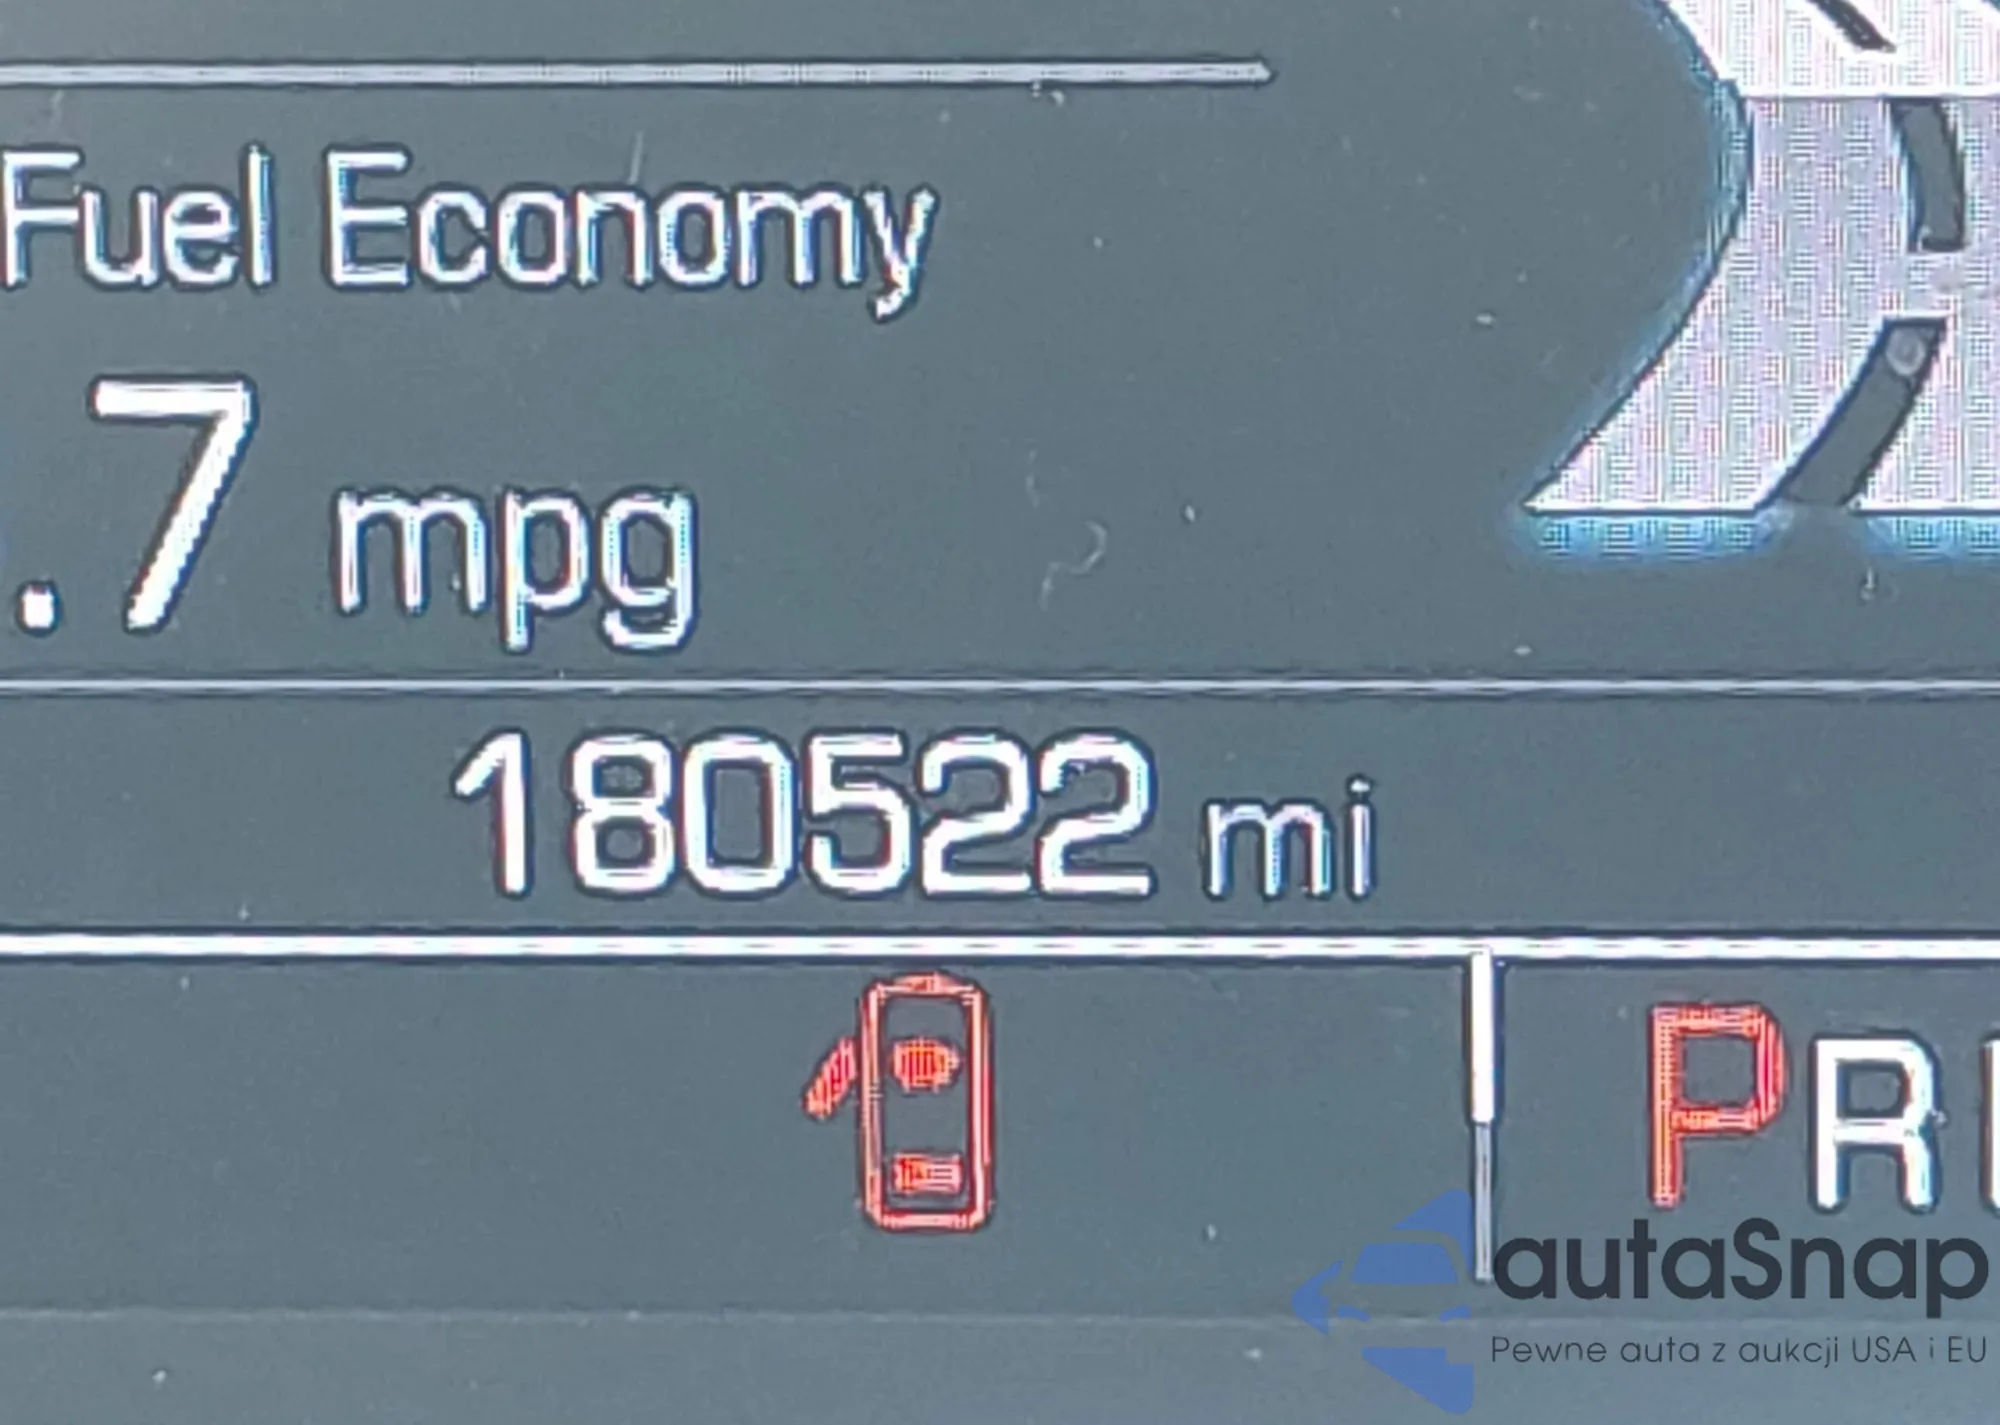 Fuel Economy
.7 mpg
180522 mi
PR
autaSnap
Pewne auta z aukcji USA i EU